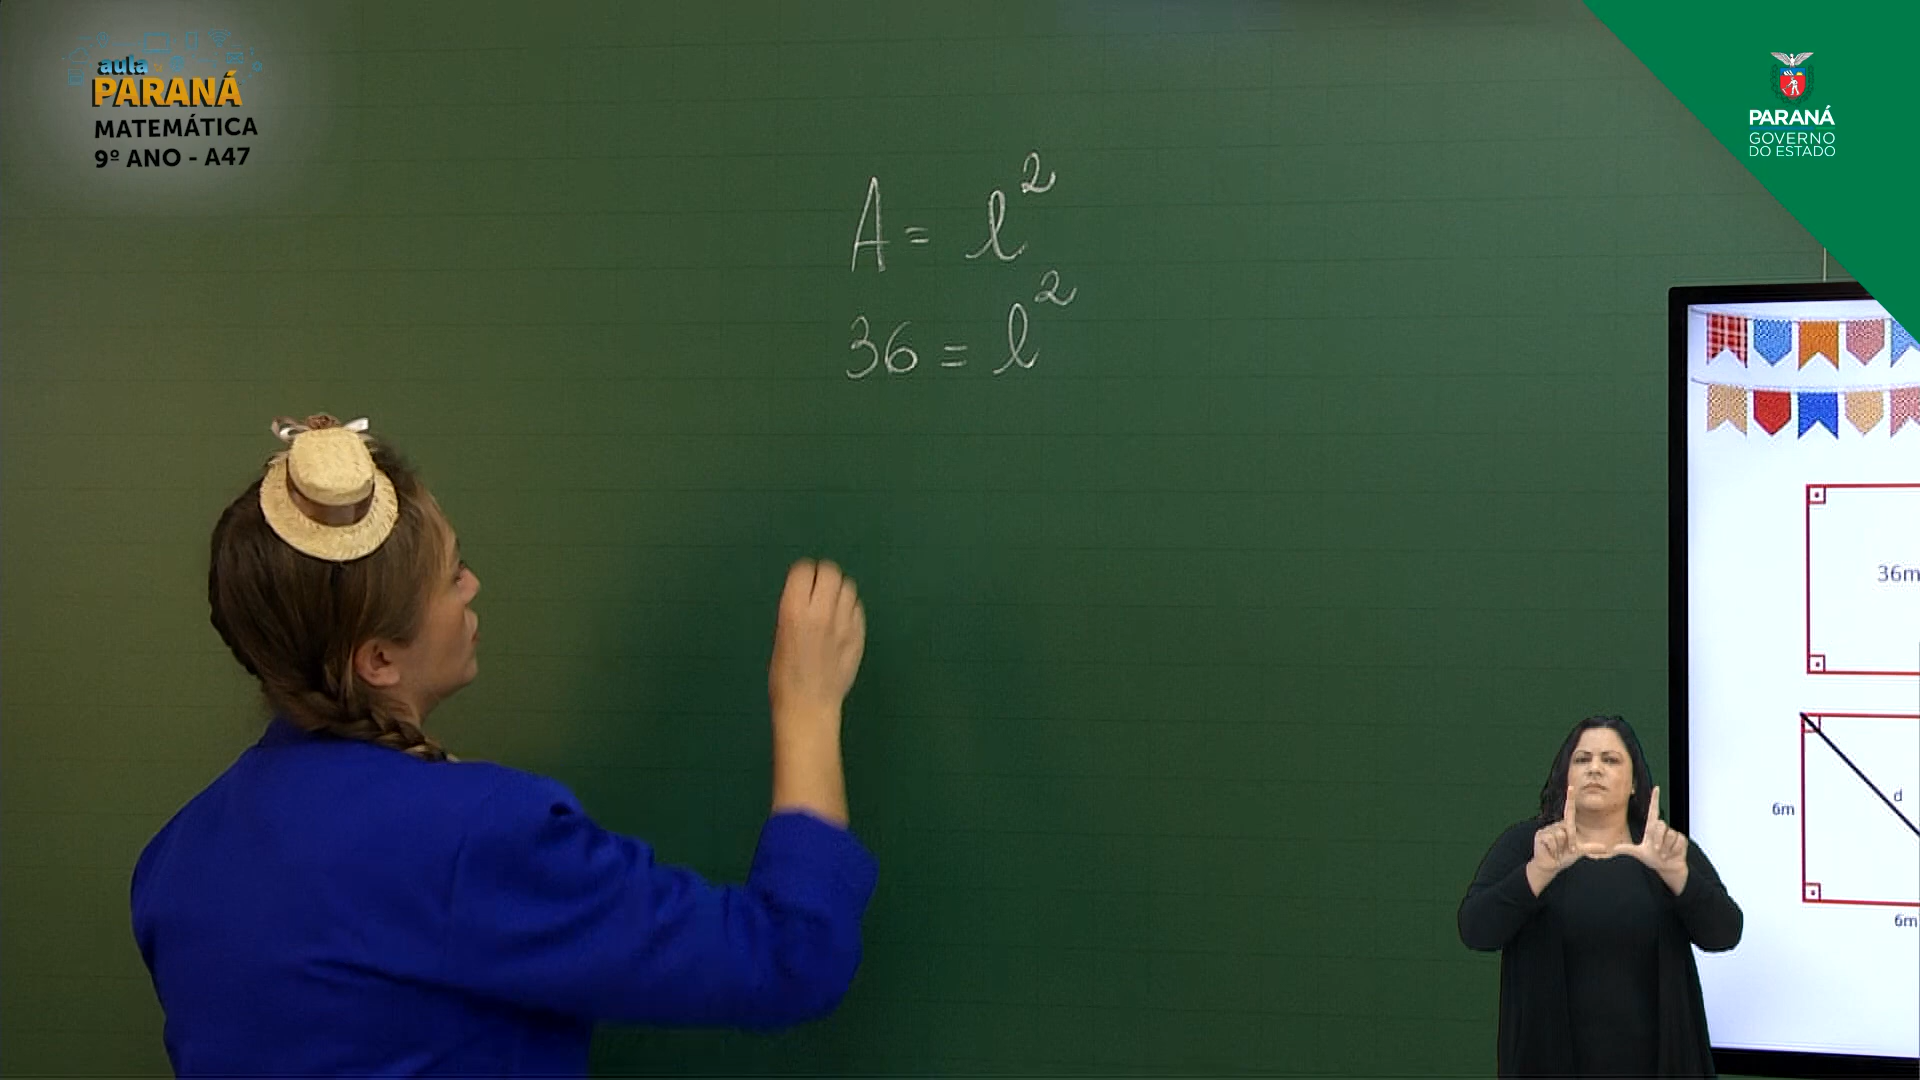 aula
PARANÁ
MATEMÁTICA
9º ANO - A47
PARANÁ
GOVERNO
DO ESTADO
A = l²
36 = l²
36m
d
6m
6m